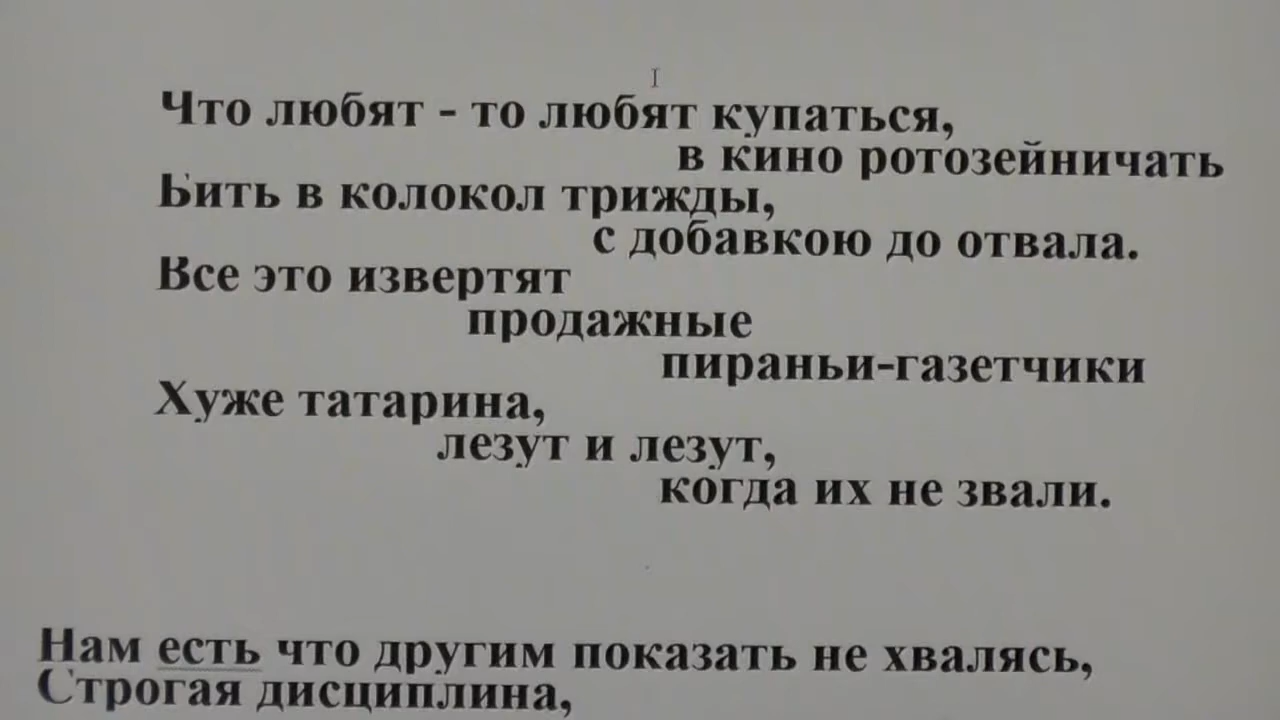 Что любят - то любят купаться,
в кино ротозейничать
Бить в колокол трижды,
с добавкою до отвала.
Все это извертят
продажные
пираньи-газетчики
Хуже татарина,
лезут и лезут,
когда их не звали.
Нам есть что другим показать не хвалясь,
Строгая дисциплина,